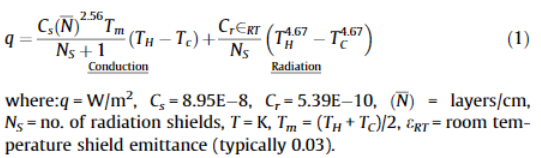 q = C_s(N̄)^2.56 T_m / (N_S + 1) (T_H − T_c) + C_r ∈_RT / N_S (T_H^4.67 − T_C^4.67) (1)
Conduction Radiation
where: q = W/m², C_s = 8.95E−8, C_r = 5.39E−10, (N̄) = layers/cm,
N_S = no. of radiation shields, T = K, T_m = (T_H + T_C)/2, ε_RT = room tem-
perature shield emittance (typically 0.03).